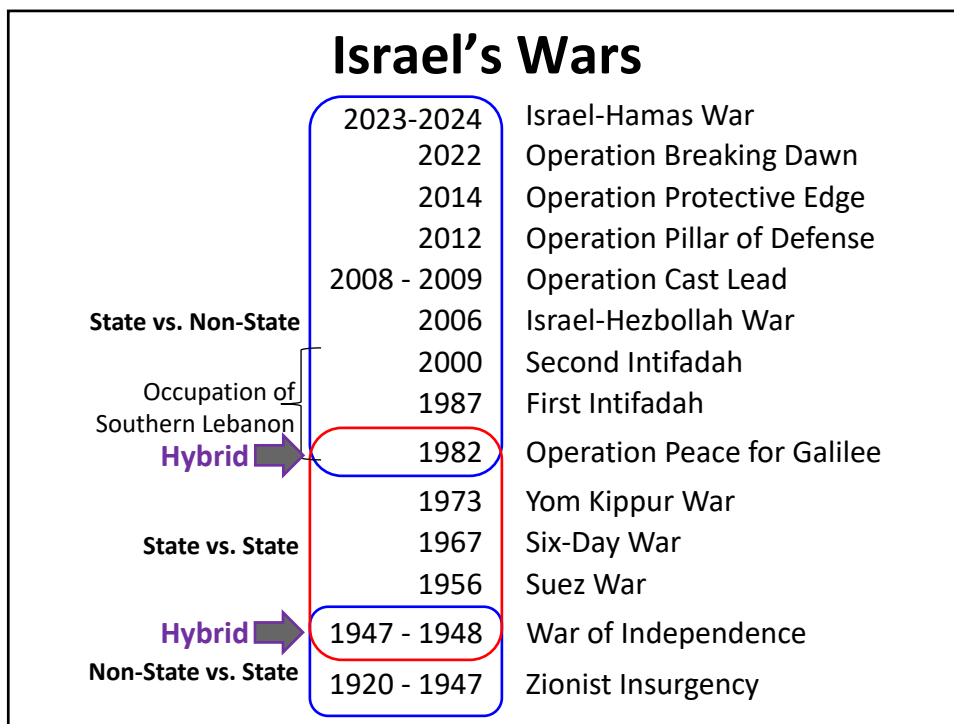 Israel's Wars
2023-2024 Israel-Hamas War
2022 Operation Breaking Dawn
2014 Operation Protective Edge
2012 Operation Pillar of Defense
2008 - 2009 Operation Cast Lead
State vs. Non-State 2006 Israel-Hezbollah War
2000 Second Intifadah
Occupation of
Southern Lebanon
1987 First Intifadah
Hybrid 1982 Operation Peace for Galilee
1973 Yom Kippur War
State vs. State 1967 Six-Day War
1956 Suez War
Hybrid 1947 - 1948 War of Independence
Non-State vs. State
1920 - 1947 Zionist Insurgency